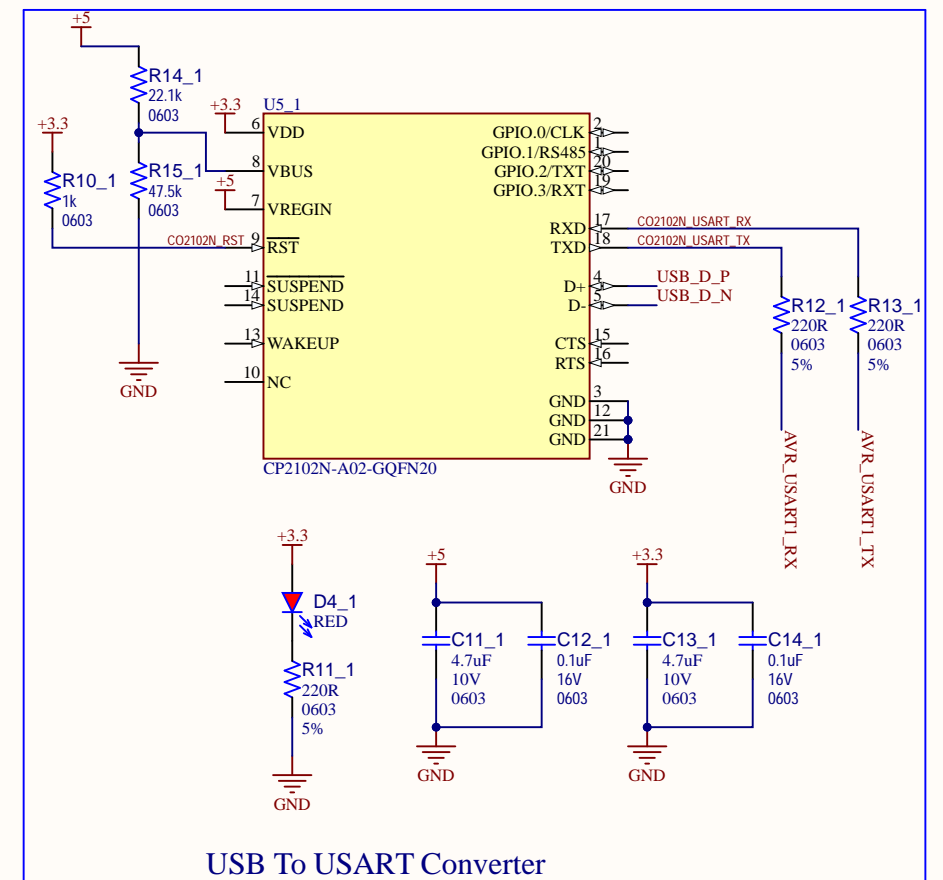 +5
R14_1
22.1k
0603
+3.3
R10_1
1k
0603
R15_1
47.5k
0603
GND
CO2102N_RST
+3.3
+5
U5_1
6 VDD
8 VBUS
7 VREGIN
9 RST
11 SUSPEND
14 SUSPEND
13 WAKEUP
10 NC
GPIO.0/CLK 2
GPIO.1/RS485 1
GPIO.2/TXT 20
GPIO.3/RXT 19
RXD 17 CO2102N_USART_RX
TXD 18 CO2102N_USART_TX
D+ 4 USB_D_P
D- 5 USB_D_N
CTS 15
RTS 16
GND 3
GND 12
GND 21
CP2102N-A02-GQFN20
GND
R12_1
220R
0603
5%
R13_1
220R
0603
5%
AVR_USART1_RX
AVR_USART1_TX
+3.3
D4_1
RED
R11_1
220R
0603
5%
GND
+5
C11_1
4.7uF
10V
0603
C12_1
0.1uF
16V
0603
GND
+3.3
C13_1
4.7uF
10V
0603
C14_1
0.1uF
16V
0603
GND
USB To USART Converter